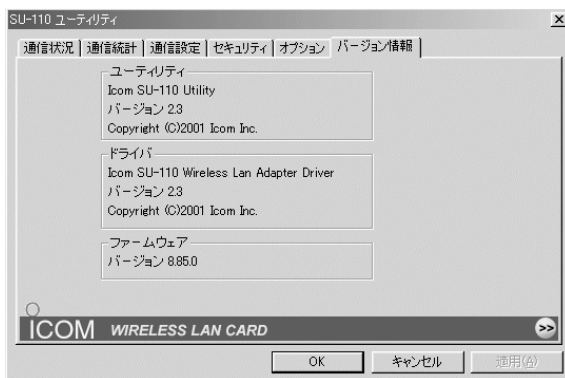 SU-110 ユーティリティ
通信状況 通信統計 通信設定 セキュリティ オプション バージョン情報
ユーティリティ
Icom SU-110 Utility
バージョン 2.3
Copyright (C)2001 Icom Inc.
ドライバ
Icom SU-110 Wireless Lan Adapter Driver
バージョン 2.3
Copyright (C)2001 Icom Inc.
ファームウェア
バージョン 8.85.0
ICOM WIRELESS LAN CARD >>
OK キャンセル 適用(A)